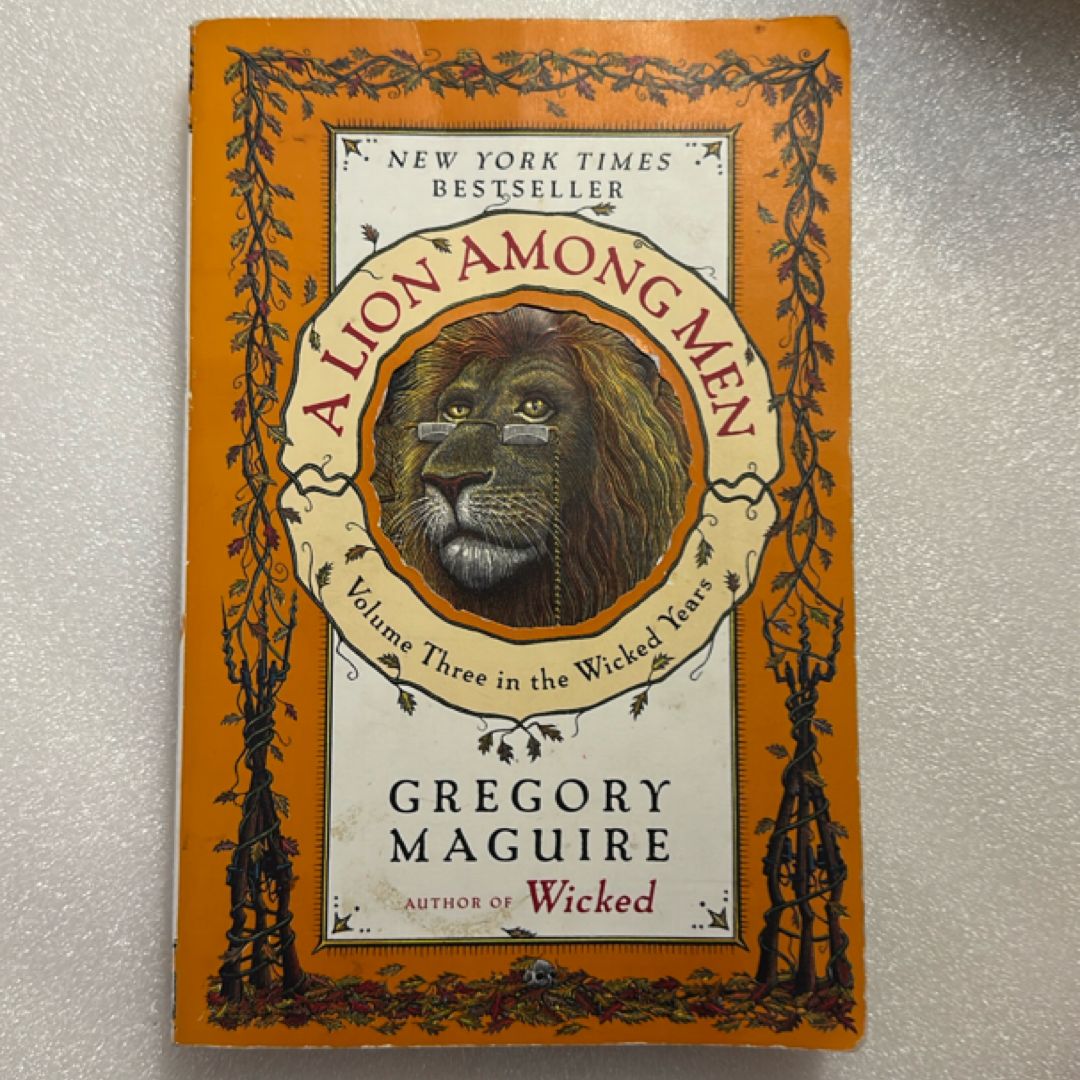 NEW YORK TIMES
BESTSELLER
A LION AMONG MEN
Volume Three in the Wicked Years
GREGORY
MAGUIRE
AUTHOR OF Wicked